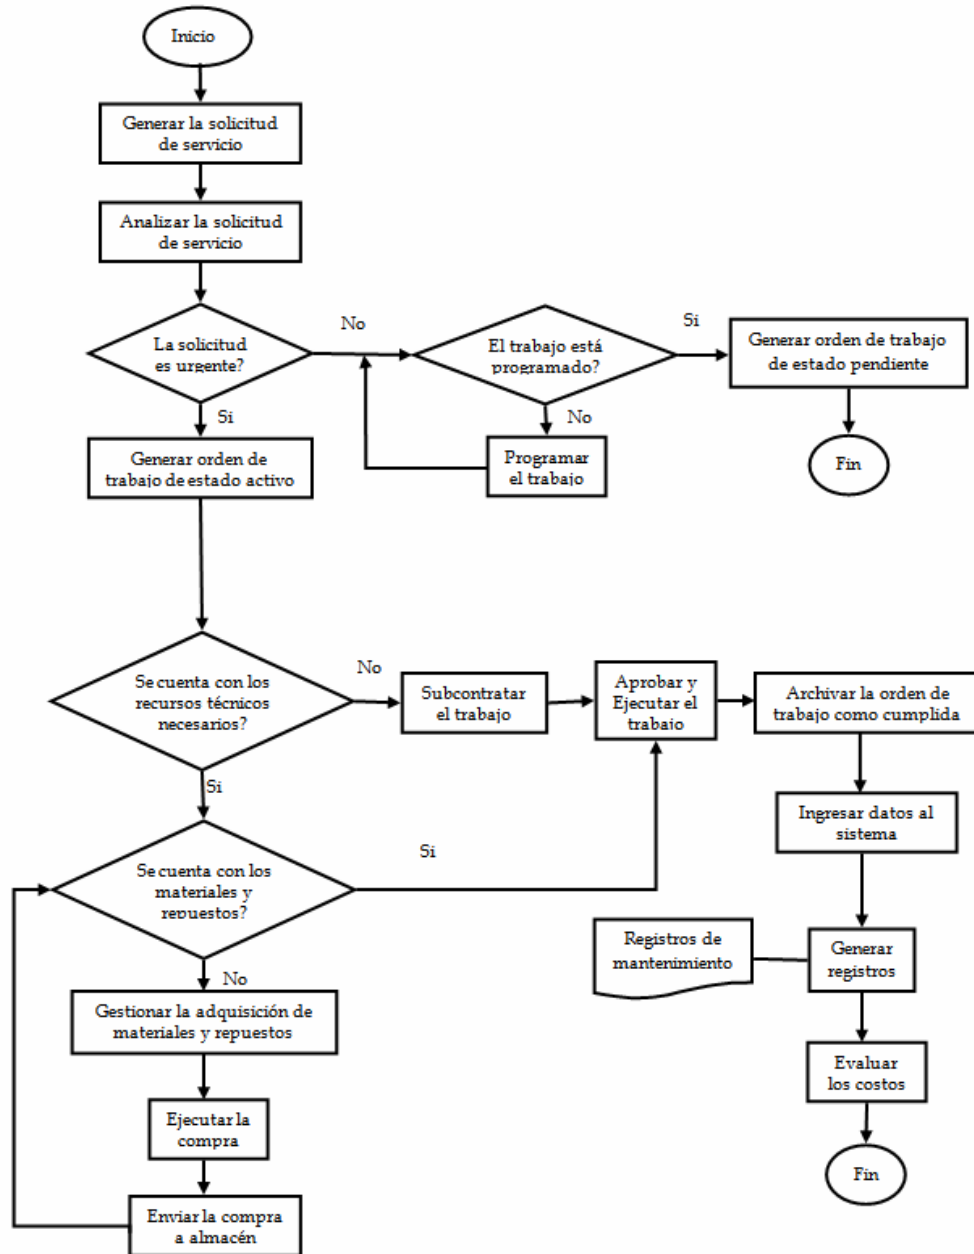 Inicio
Generar la solicitud
de servicio
Analizar la solicitud
de servicio
La solicitud
es urgente?
No
El trabajo está
programado?
Si
Generar orden de trabajo
de estado pendiente
Si
No
Generar orden de
trabajo de estado activo
Programar
el trabajo
Fin
Se cuenta con los
recursos técnicos
necesarios?
No
Subcontratar
el trabajo
Aprobar y
Ejecutar el
trabajo
Archivar la orden de
trabajo como cumplida
Si
Ingresar datos al
sistema
Se cuenta con los
materiales y
repuestos?
Si
Registros de
mantenimiento
Generar
registros
No
Gestionar la adquisición de
materiales y repuestos
Evaluar
los costos
Ejecutar la
compra
Fin
Enviar la compra
a almacén